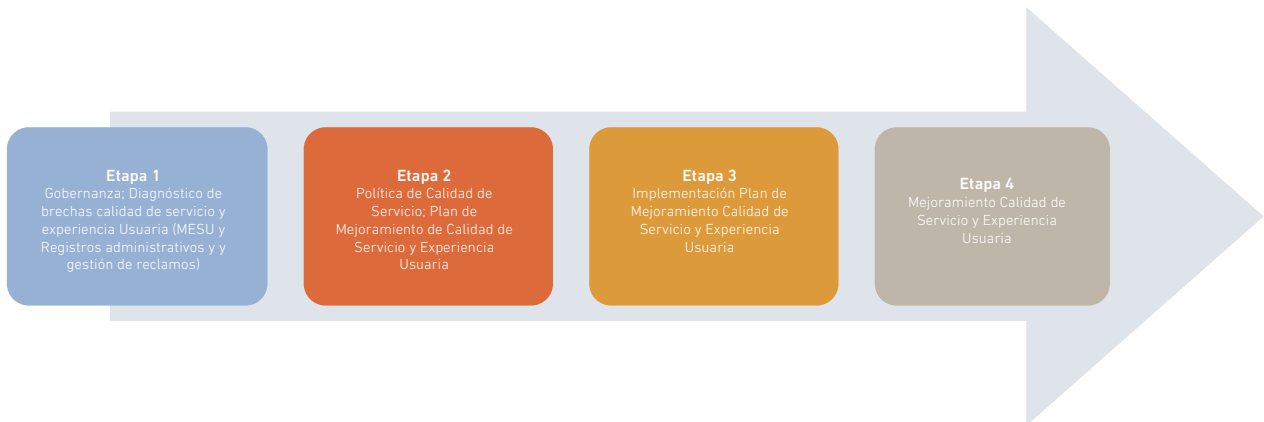 Etapa 1
Gobernanza; Diagnóstico de
brechas calidad de servicio y
experiencia Usuaria (MESU y
Registros administrativos y y
gestión de reclamos)
Etapa 2
Política de Calidad de
Servicio; Plan de
Mejoramiento de Calidad de
Servicio y Experiencia
Usuaria
Etapa 3
Implementación Plan de
Mejoramiento Calidad de
Servicio y Experiencia
Usuaria
Etapa 4
Mejoramiento Calidad de
Servicio y Experiencia
Usuaria